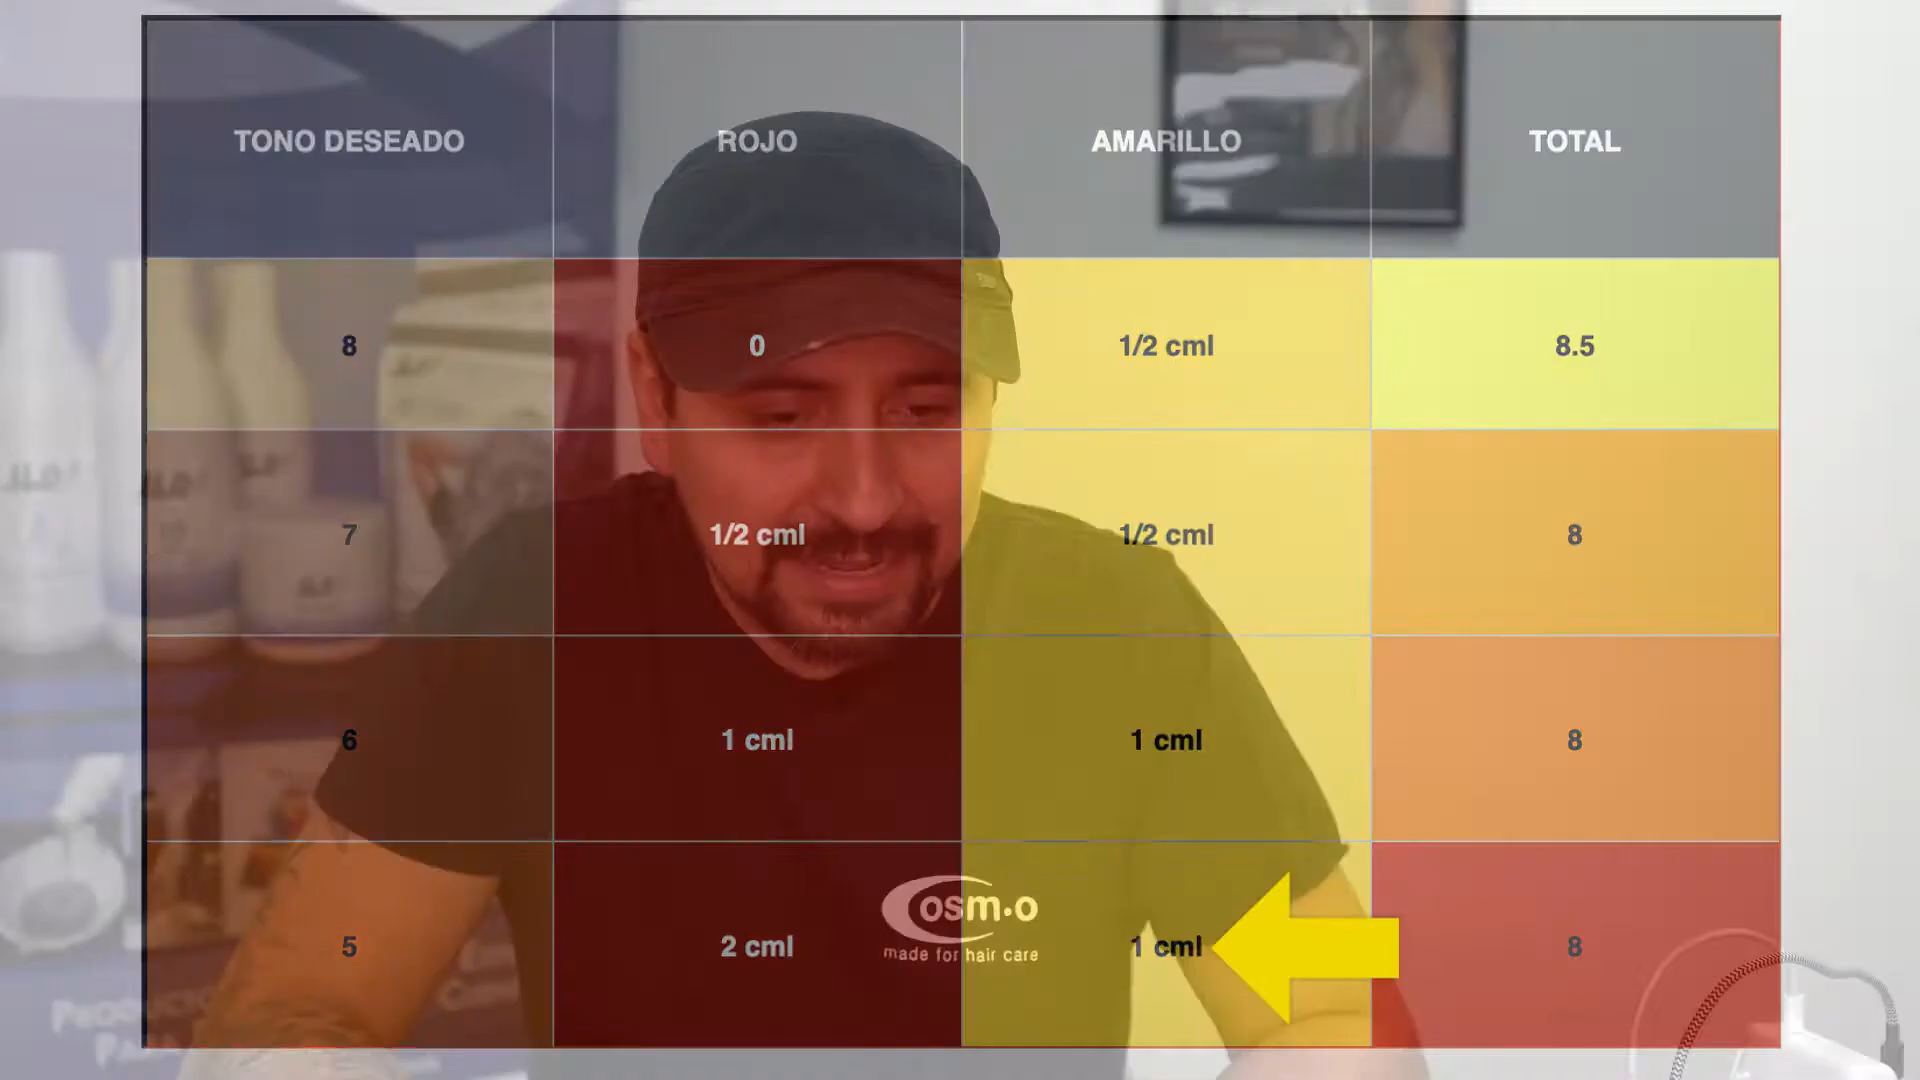 TONO DESEADO ROJO AMARILLO TOTAL
8 0 1/2 cml 8.5
7 1/2 cml 1/2 cml 8
6 1 cml 1 cml 8
5 2 cml 1 cml 8
osm.o
made for hair care